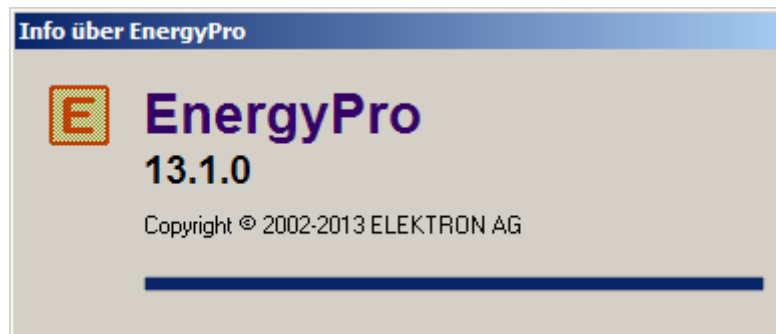 Info über EnergyPro
E
EnergyPro
13.1.0
Copyright © 2002-2013 ELEKTRON AG